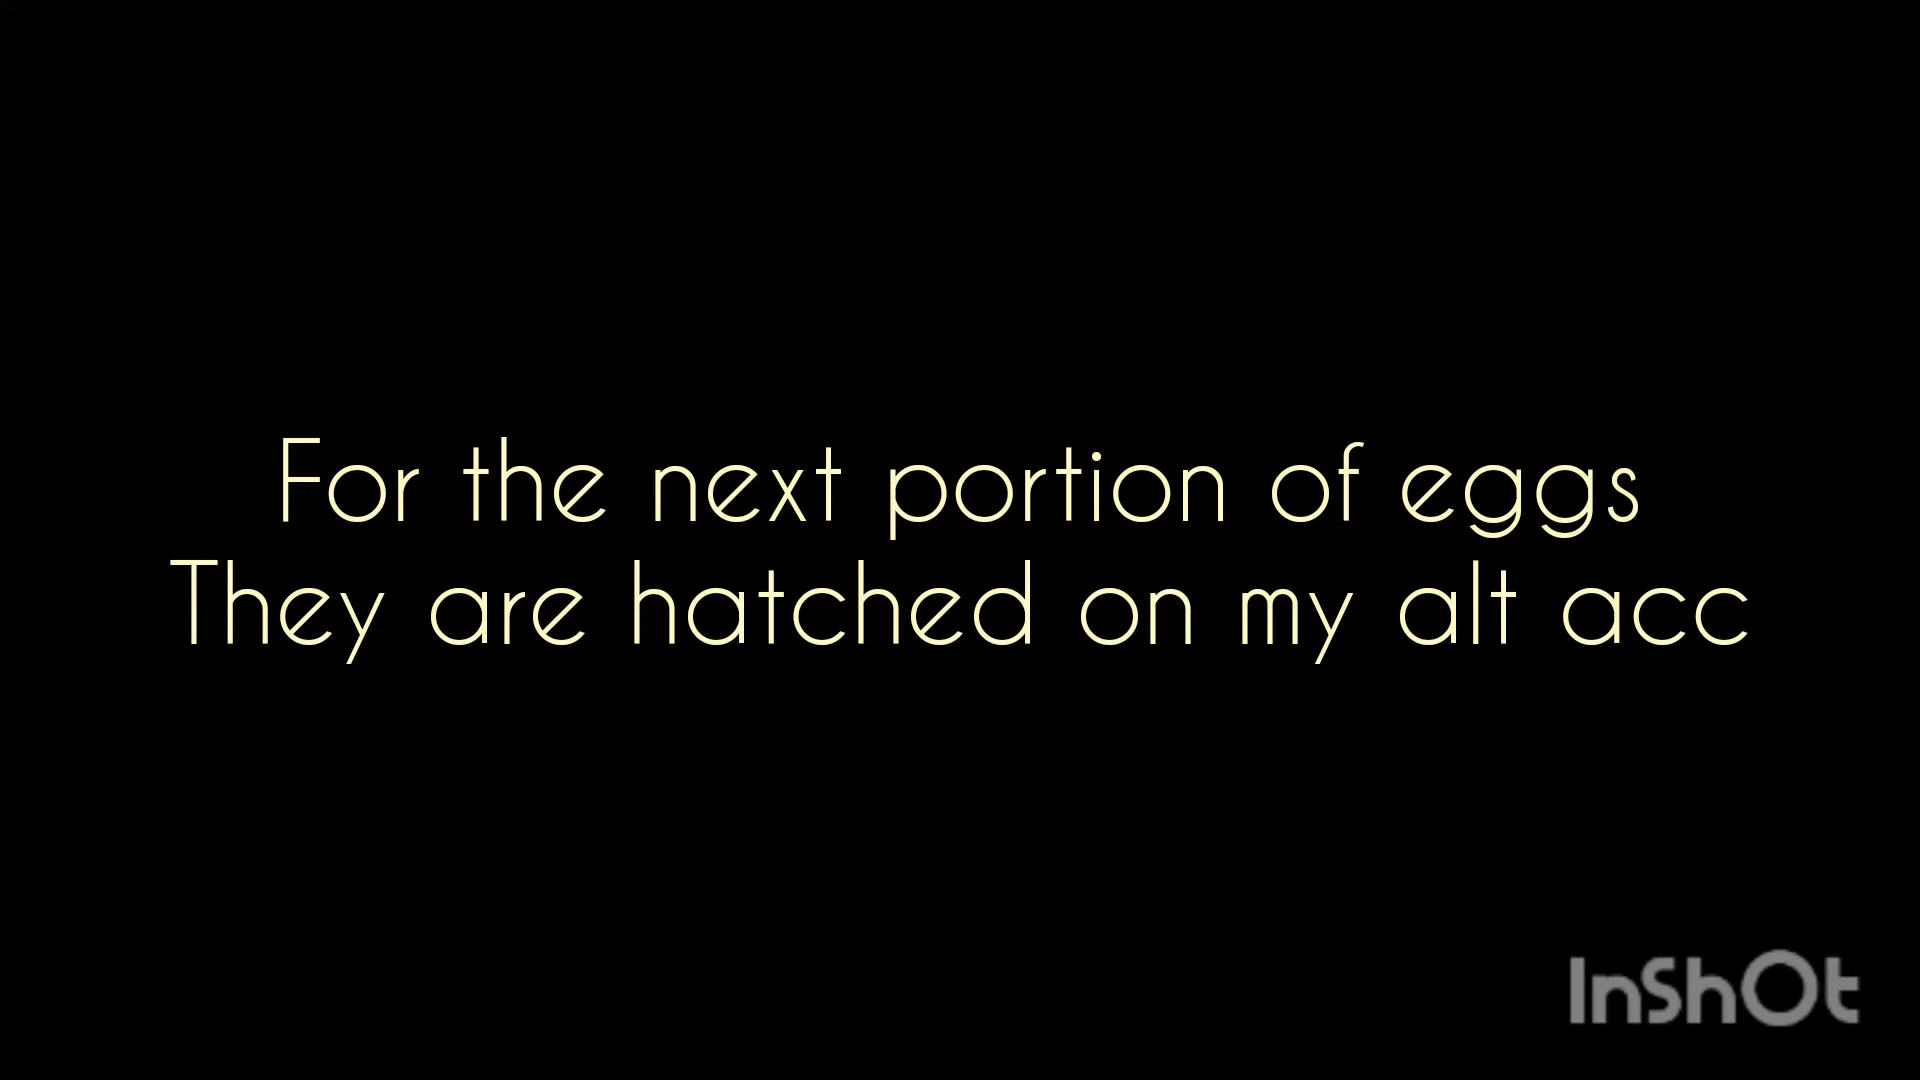 For the next portion of eggs
They are hatched on my alt acc
InShOt